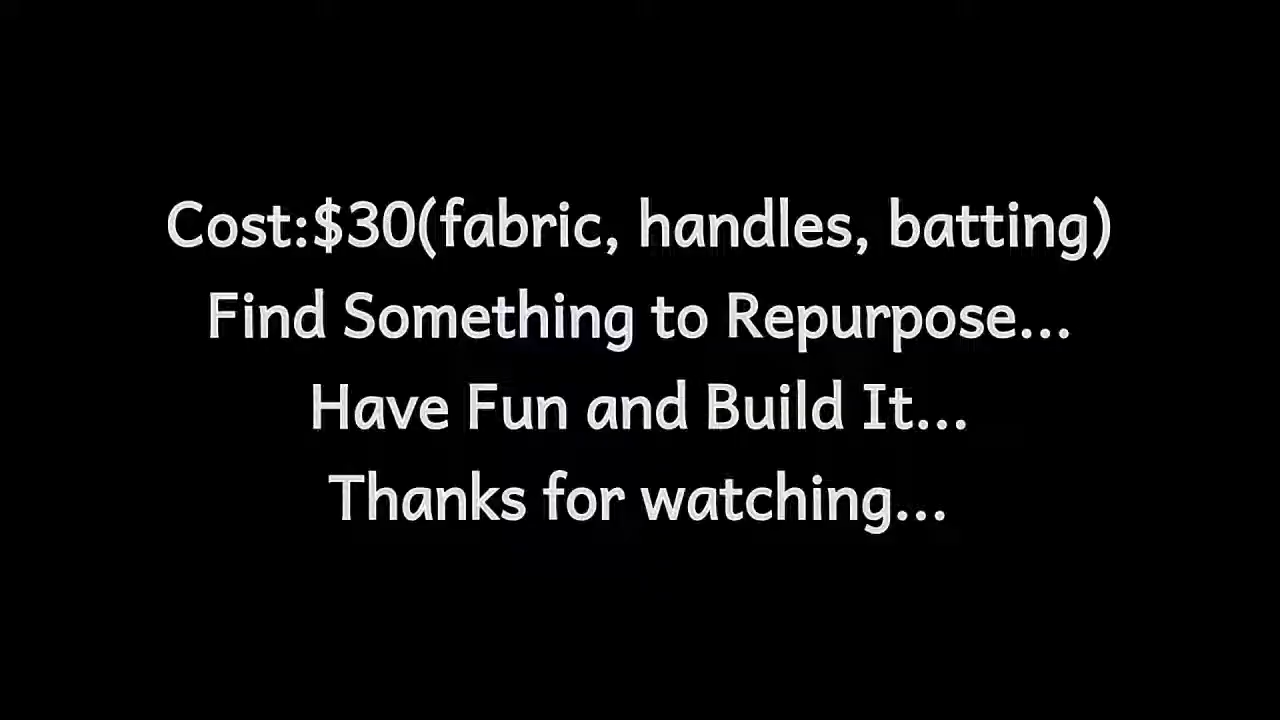 Cost:$30(fabric, handles, batting)
Find Something to Repurpose...
Have Fun and Build It...
Thanks for watching...